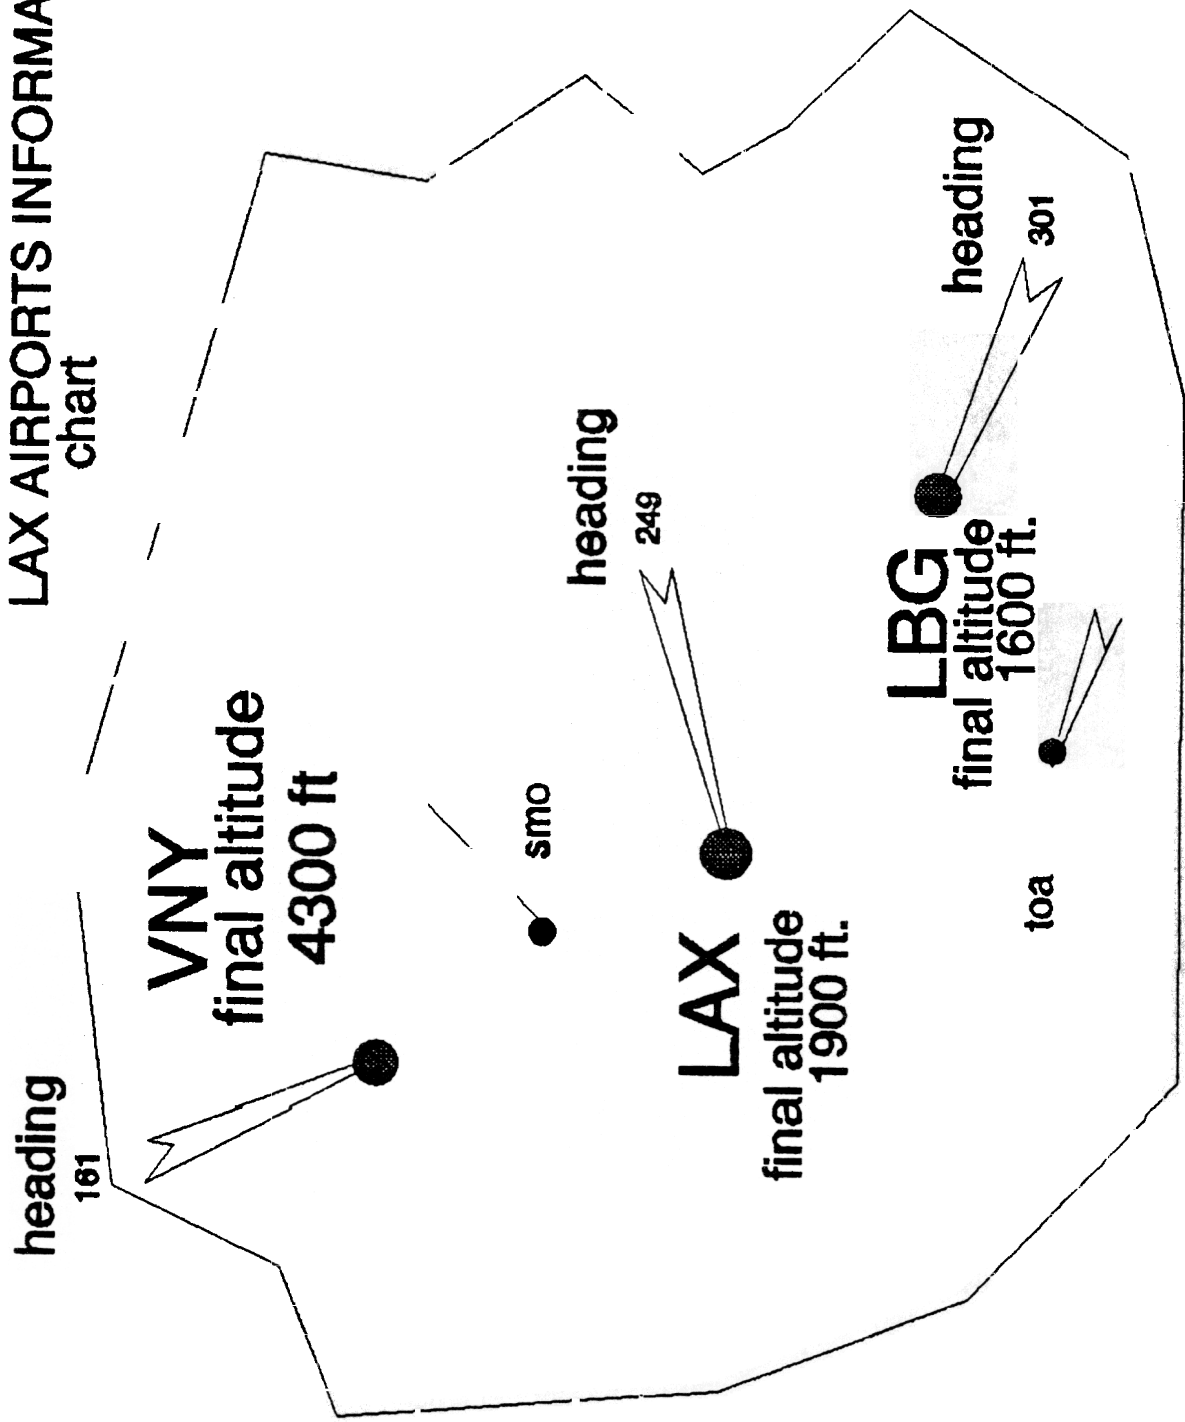 LAX AIRPORTS INFORMA
chart
heading
161
VNY
final altitude
4300 ft
smo
heading
249
LAX
final altitude
1900 ft.
heading
301
LBG
final altitude
1600 ft.
toa